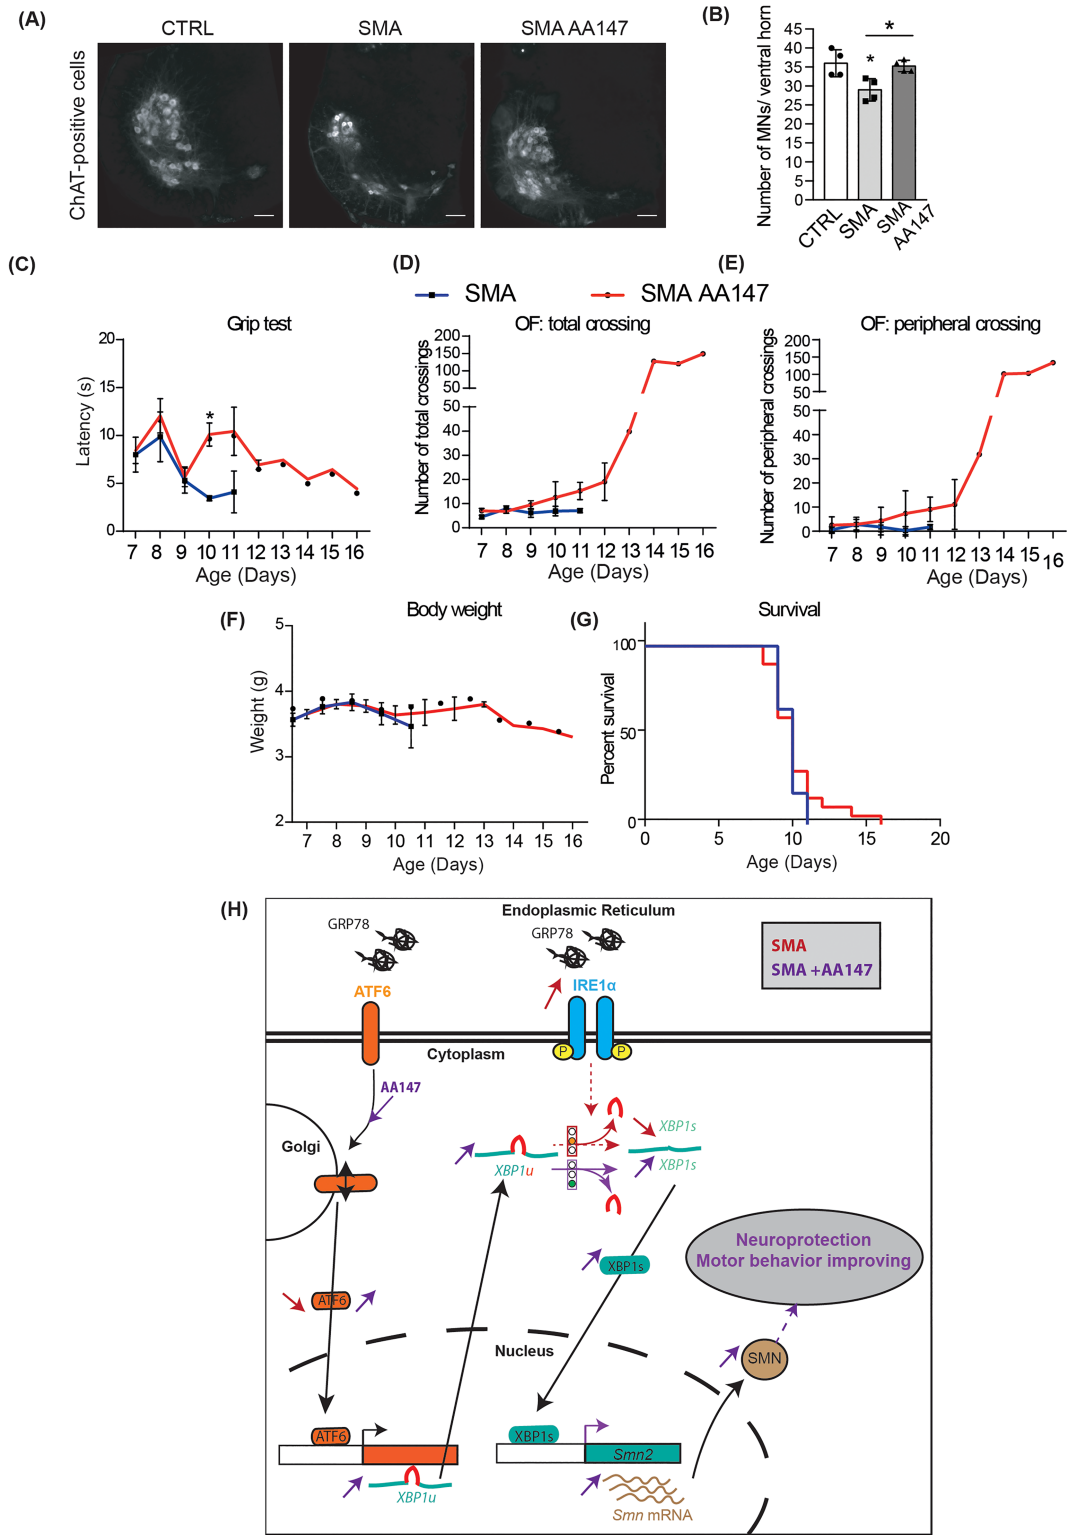 (A)
CTRL
SMA
SMA AA147
ChAT-positive cells
(B)
Number of MNs/ ventral horn
45
40
35
30
25
20
15
10
5
0
*
*
CTRL
SMA
SMA
AA147
(C)
(D)
(E)
SMA
SMA AA147
Grip test
Latency (s)
20
15
10
5
0
*
7 8 9 10 11 12 13 14 15 16
Age (Days)
OF: total crossing
Number of total crossings
200
150
100
50
50
40
30
20
10
0
7 8 9 10 11 12 13 14 15 16
Age (Days)
OF: peripheral crossing
Number of peripheral crossings
200
150
100
50
50
40
30
20
10
0
7 8 9 10 11 12 13 14 15 16
Age (Days)
(F)
Body weight
Weight (g)
5
4
3
2
7 8 9 10 11 12 13 14 15 16
Age (Days)
(G)
Survival
Percent survival
100
50
0
0 5 10 15 20
Age (Days)
(H)
Endoplasmic Reticulum
GRP78
GRP78
SMA
SMA +AA147
ATF6
IRE1α
P
P
Cytoplasm
AA147
Golgi
XBP1s
XBP1u
XBP1s
XBP1s
Neuroprotection
Motor behavior improving
ATF6
Nucleus
SMN
ATF6
XBP1s
Smn2
XBP1u
Smn mRNA